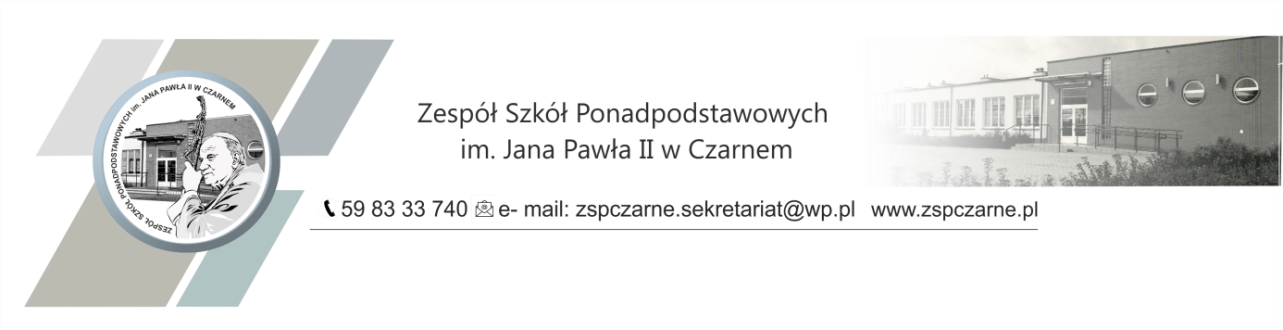 ZESPÓŁ SZKÓŁ PONADPODSTAWOWYCH im. JANA PAWŁA II W CZARNEM
Zespół Szkół Ponadpodstawowych
im. Jana Pawła II w Czarnem
59 83 33 740 e- mail: zspczarne.sekretariat@wp.pl www.zspczarne.pl